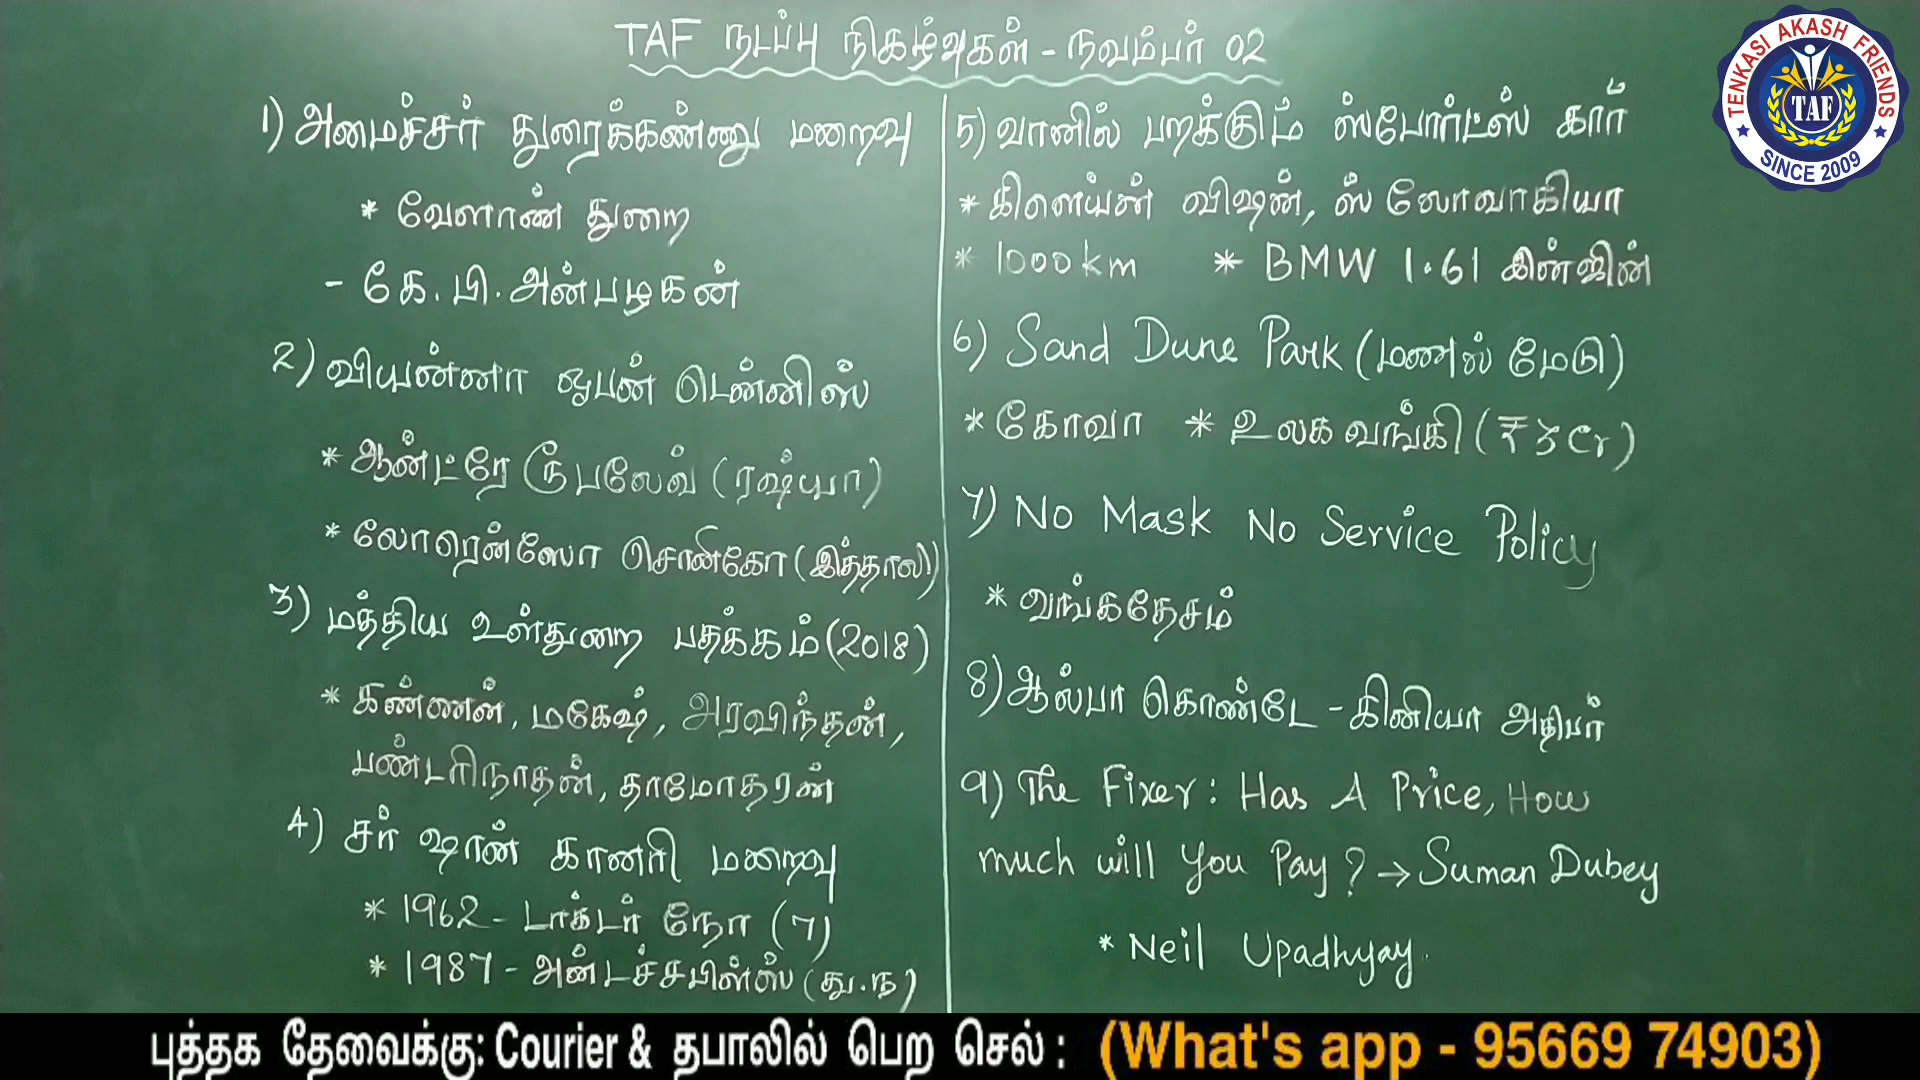 TAF நடப்பு நிகழ்வுகள் - நவம்பர் 02
1) அமைச்சர் துரைக்கண்ணு மறைவு
* வேளாண் துறை
- கே. பி. அன்பழகன்
2) வியன்னா ஓபன் டென்னிஸ்
* ஆன்ட்ரே ரூபலேவ் (ரஷ்யா)
* லோரென்ஸோ சொனிகோ (இத்தாலி)
3) மத்திய உள்துறை பதக்கம் (2018)
* கண்ணன், மகேஷ், அரவிந்தன்,
பண்டரிநாதன், தாமோதரன்
4) சர் ஷான் கானரி மறைவு
* 1962 - டாக்டர் நோ (7)
* 1987 - அன்டச்சபிள்ஸ் (து.ந)
5) வானில் பறக்கும் ஸ்போர்ட்ஸ் கார்
* கிளெய்ன் விஷன், ஸ்லோவாகியா
* 1000 km * BMW 1.6l இன்ஜின்
6) Sand Dune Park (மணல் மேடு)
* கோவா * உலக வங்கி (₹3Cr)
7) No Mask No Service Policy
* வங்கதேசம்
8) ஆல்பா கொண்டே - கினியா அதிபர்
9) The Fixer : Has A Price, How
much will You Pay ? → Suman Dubey
* Neil Upadhyay.
TENKASI AKASH FRIENDS
TAF
SINCE 2009
புத்தக தேவைக்கு: Courier & தபாலில் பெற செல் : (What's app - 95669 74903)